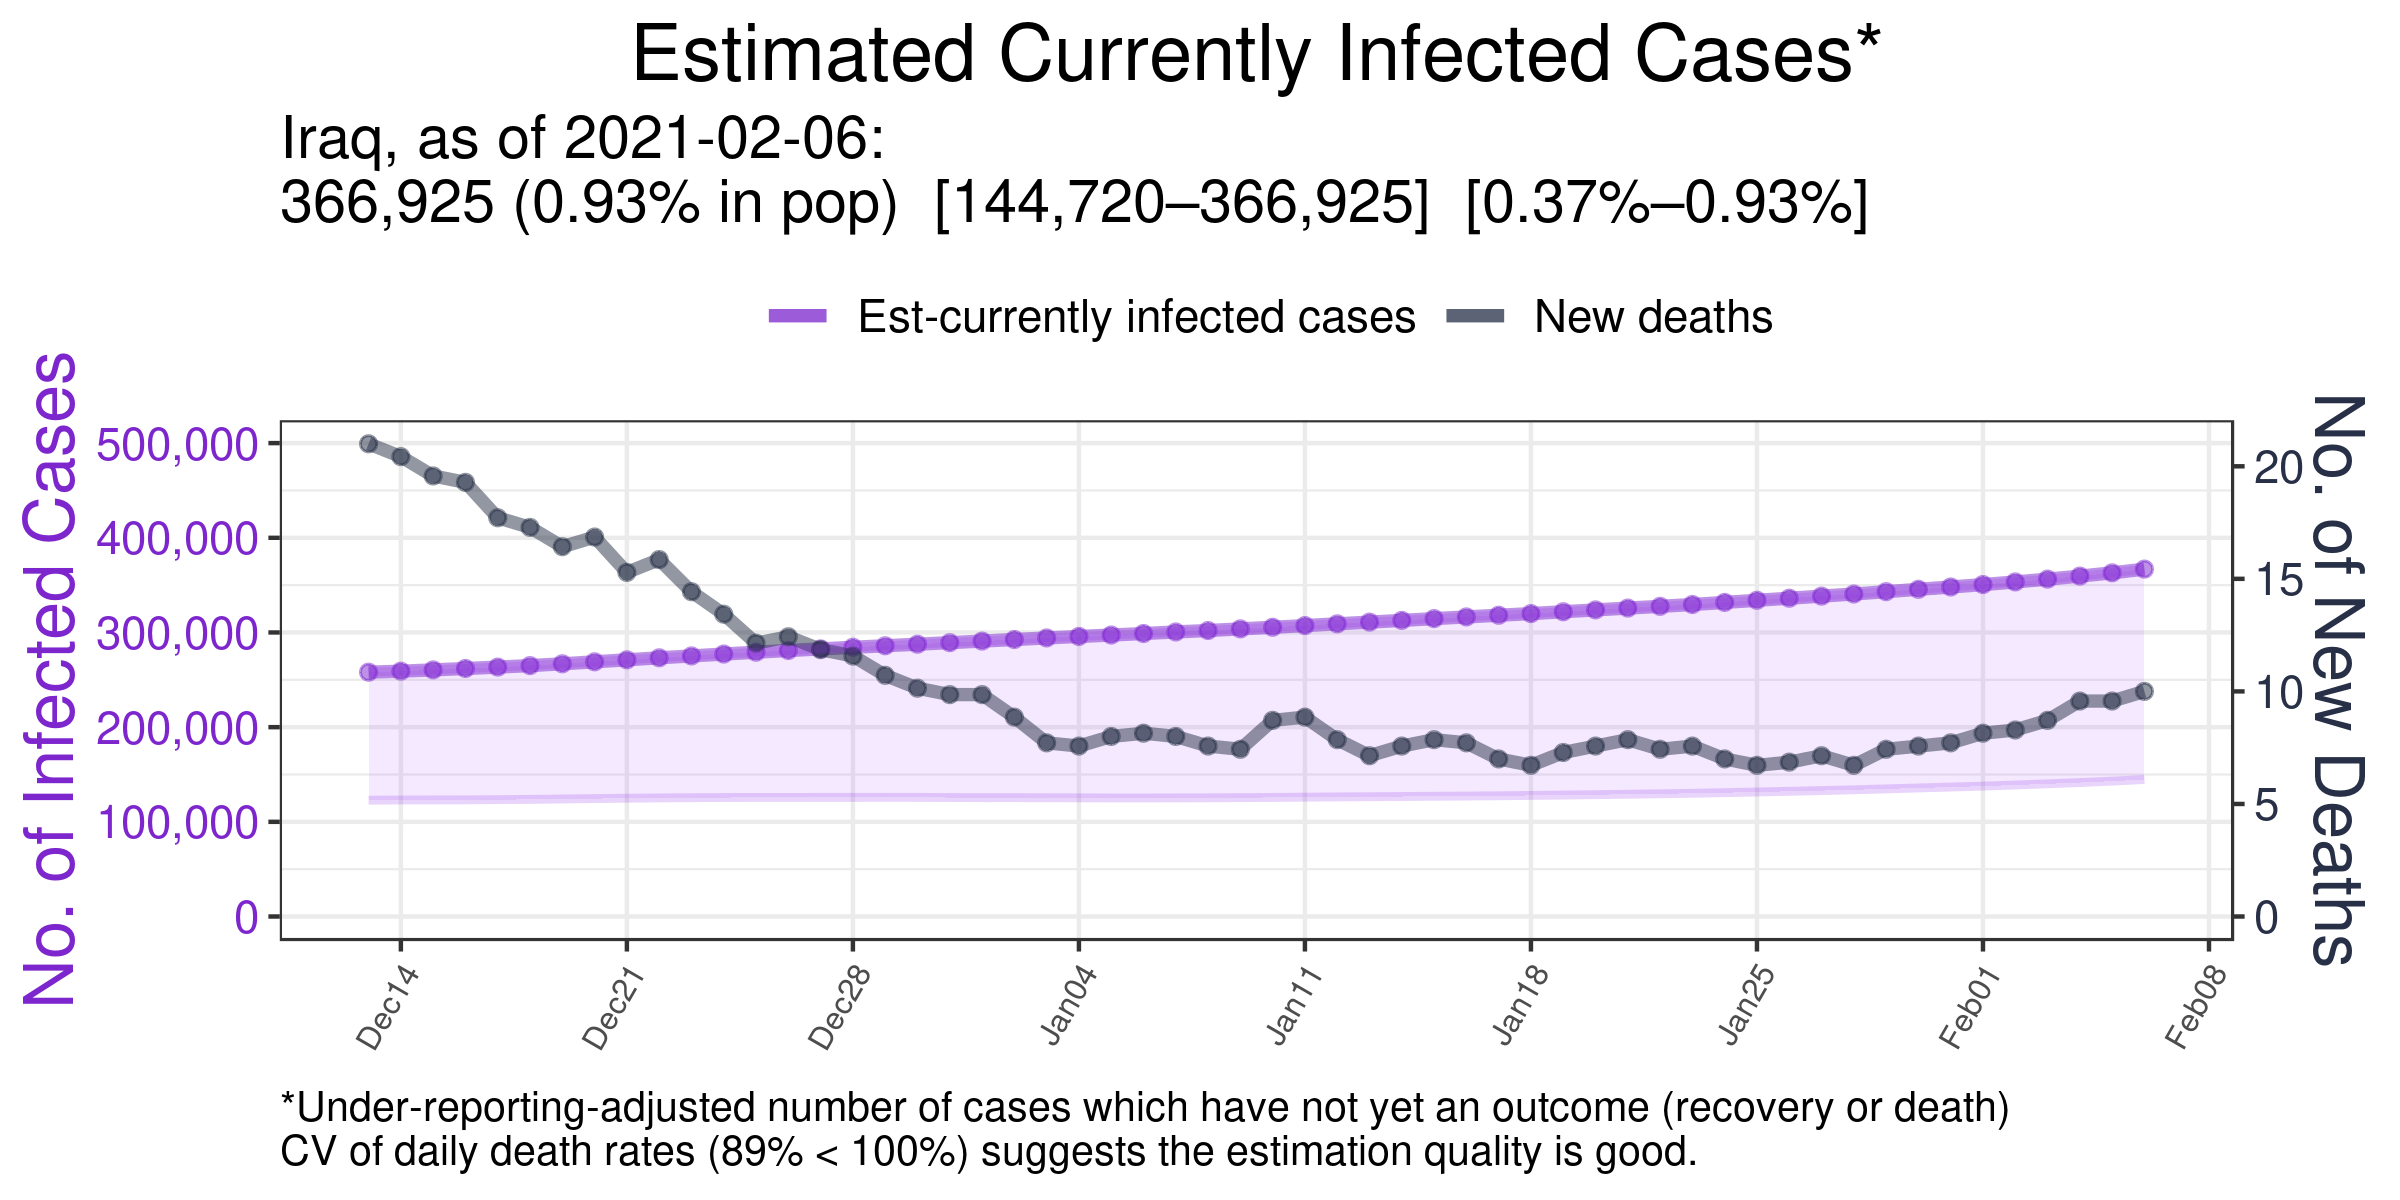 Estimated Currently Infected Cases*
Iraq, as of 2021-02-06:
366,925 (0.93% in pop)  [144,720–366,925]  [0.37%–0.93%]
Est-currently infected cases
New deaths
No. of Infected Cases
500,000
400,000
300,000
200,000
100,000
0
20
15
10
5
0
No. of New Deaths
Dec14
Dec21
Dec28
Jan04
Jan11
Jan18
Jan25
Feb01
Feb08
*Under-reporting-adjusted number of cases which have not yet an outcome (recovery or death)
CV of daily death rates (89% < 100%) suggests the estimation quality is good.